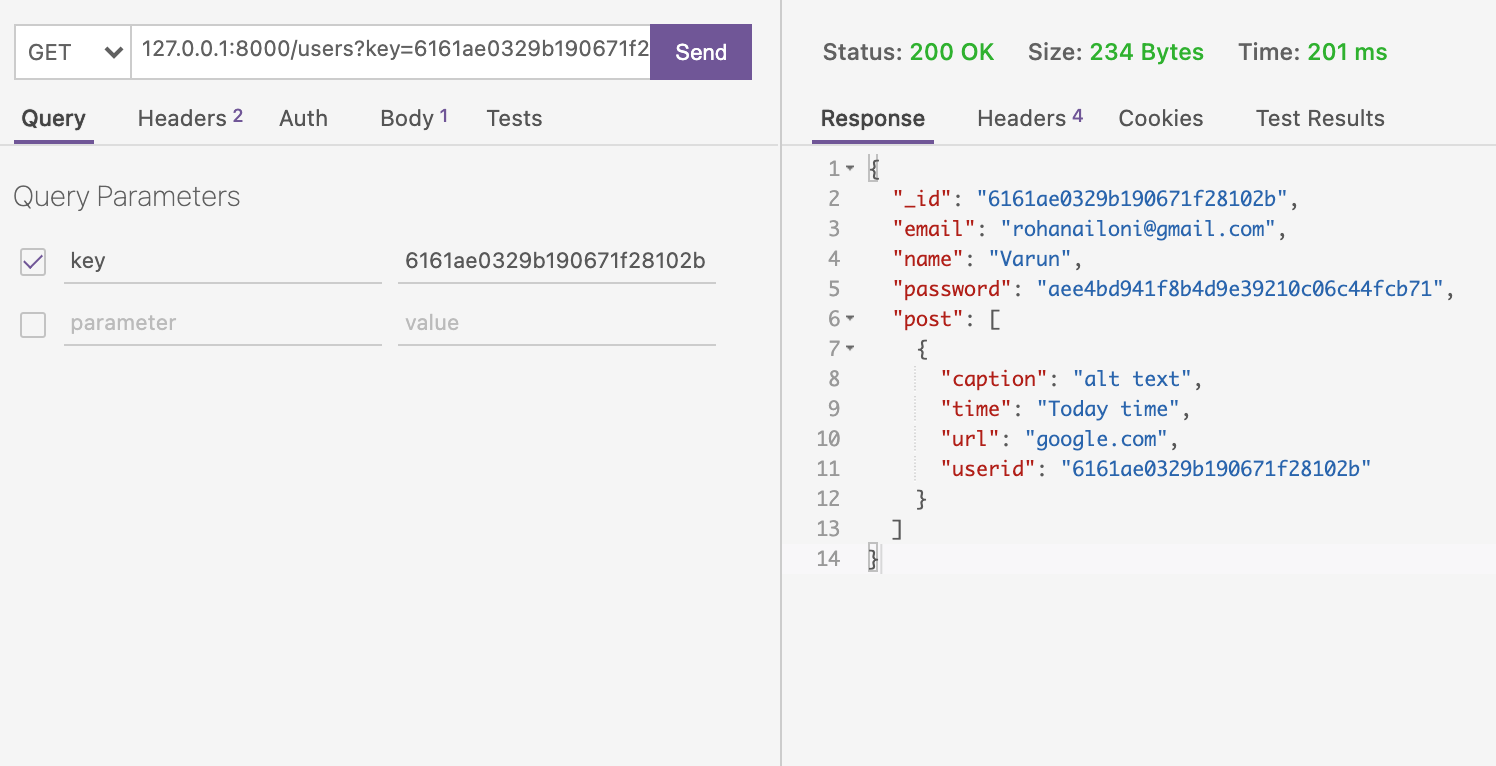 GET 127.0.0.1:8000/users?key=6161ae0329b190671f2 Send
Query Headers 2 Auth Body 1 Tests
Query Parameters
key 6161ae0329b190671f28102b
parameter value
Status: 200 OK Size: 234 Bytes Time: 201 ms
Response Headers 4 Cookies Test Results
1 {
2 "_id": "6161ae0329b190671f28102b",
3 "email": "rohanailoni@gmail.com",
4 "name": "Varun",
5 "password": "aee4bd941f8b4d9e39210c06c44fcb71",
6 "post": [
7 {
8 "caption": "alt text",
9 "time": "Today time",
10 "url": "google.com",
11 "userid": "6161ae0329b190671f28102b"
12 }
13 ]
14 }